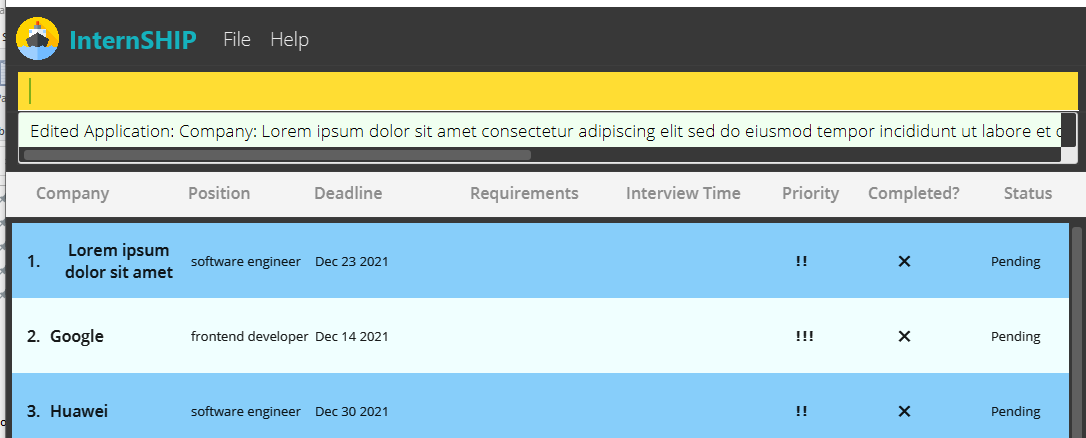 InternSHIP File Help
Edited Application: Company: Lorem ipsum dolor sit amet consectetur adipiscing elit sed do eiusmod tempor incididunt ut labore et
Company Position Deadline Requirements Interview Time Priority Completed? Status
1. Lorem ipsum dolor sit amet software engineer Dec 23 2021 !! × Pending
2. Google frontend developer Dec 14 2021 !!! × Pending
3. Huawei software engineer Dec 30 2021 !! × Pending